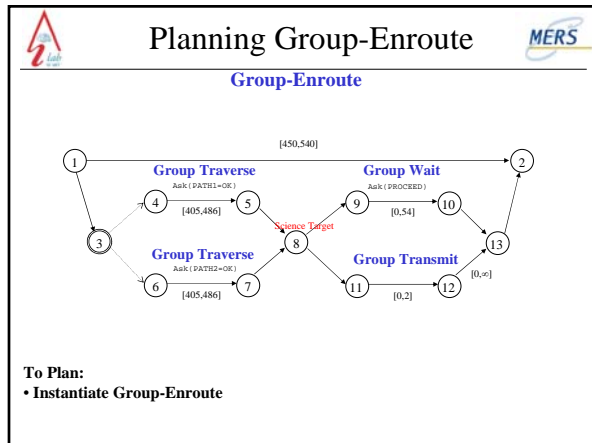 Planning Group-Enroute
Lab
MERS
Group-Enroute
[450,540]
1
2
Group Traverse
Group Wait
Ask(PATH1=OK)
Ask(PROCEED)
4
5
9
10
[405,486]
[0,54]
Science Target
3
8
13
Group Traverse
Group Transmit
Ask(PATH2=OK)
[0,∞]
6
7
11
12
[405,486]
[0,2]
To Plan:
• Instantiate Group-Enroute